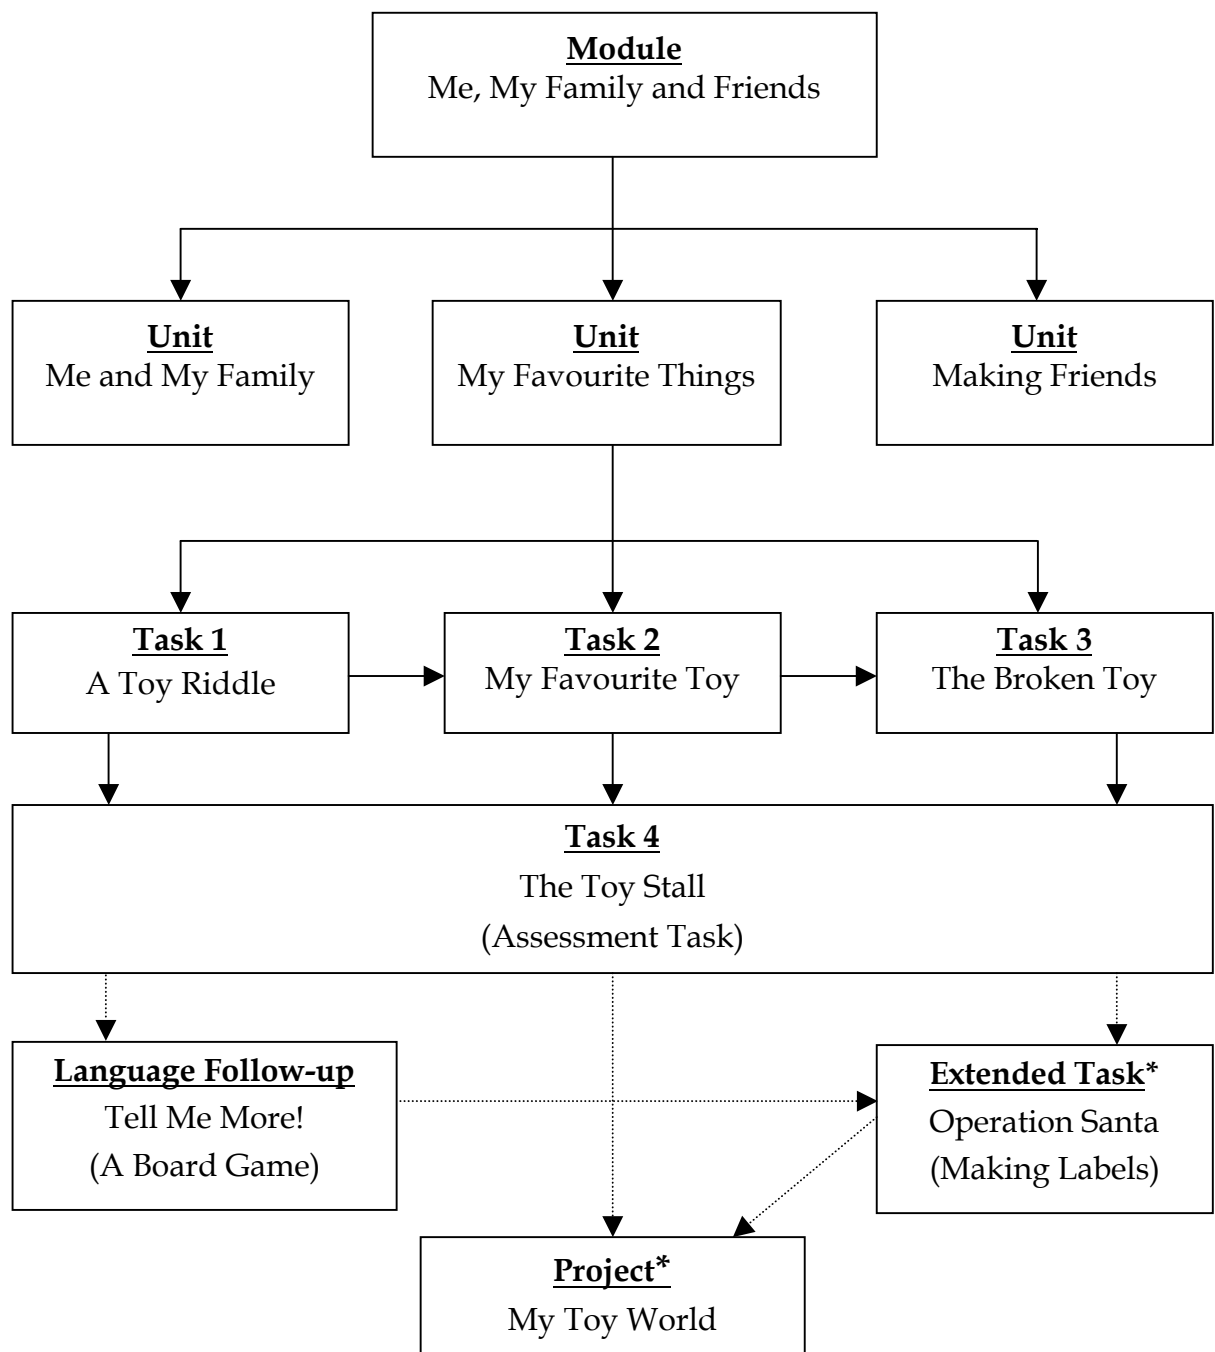 Module
Me, My Family and Friends
Unit
Me and My Family
Unit
My Favourite Things
Unit
Making Friends
Task 1
A Toy Riddle
Task 2
My Favourite Toy
Task 3
The Broken Toy
Task 4
The Toy Stall
(Assessment Task)
Language Follow-up
Tell Me More!
(A Board Game)
Extended Task*
Operation Santa
(Making Labels)
Project*
My Toy World